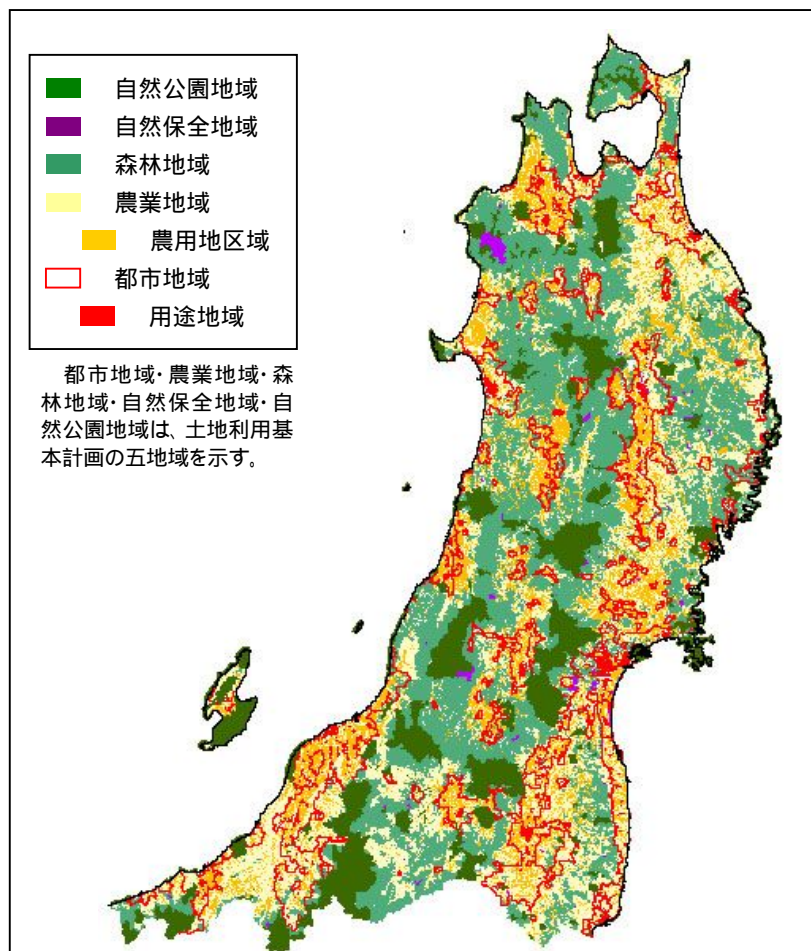 自然公園地域
自然保全地域
森林地域
農業地域
農用地区域
都市地域
用途地域
都市地域・農業地域・森
林地域・自然保全地域・自
然公園地域は、土地利用基
本計画の五地域を示す。